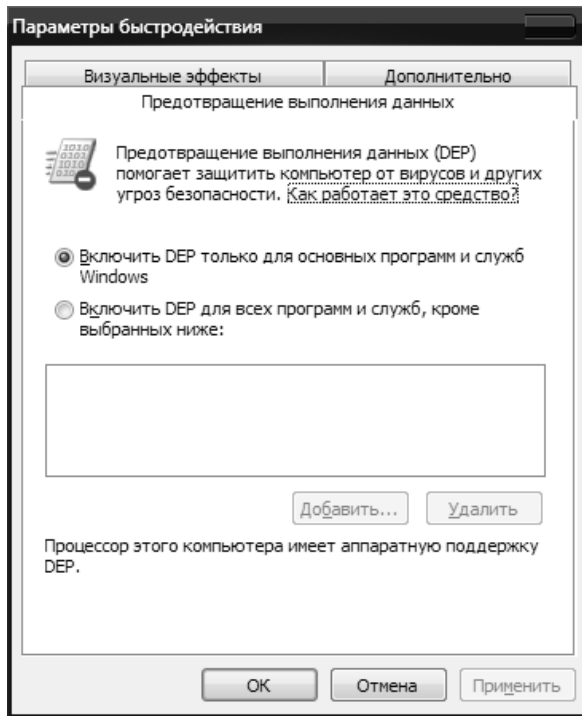 Параметры быстродействия
Визуальные эффекты
Дополнительно
Предотвращение выполнения данных
Предотвращение выполнения данных (DEP)
помогает защитить компьютер от вирусов и других
угроз безопасности. Как работает это средство?
Включить DEP только для основных программ и служб
Windows
Включить DEP для всех программ и служб, кроме
выбранных ниже:
Добавить...
Удалить
Процессор этого компьютера имеет аппаратную поддержку
DEP.
ОК
Отмена
Применить